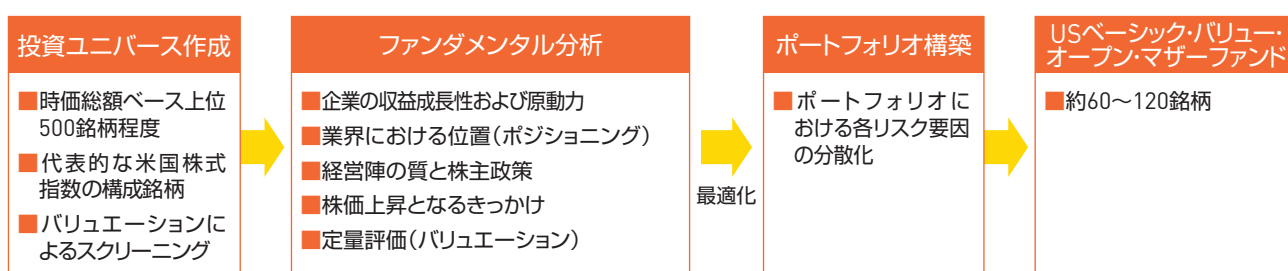 投資ユニバース作成
■時価総額ベース上位
500銘柄程度
■代表的な米国株式
指数の構成銘柄
■バリュエーションに
よるスクリーニング
ファンダメンタル分析
■企業の収益成長性および原動力
■業界における位置(ポジショニング)
■経営陣の質と株主政策
■株価上昇となるきっかけ
■定量評価(バリュエーション)
最適化
ポートフォリオ構築
■ポートフォリオに
おける各リスク要因
の分散化
USベーシック・バリュー・
オープン・マザーファンド
■約60~120銘柄